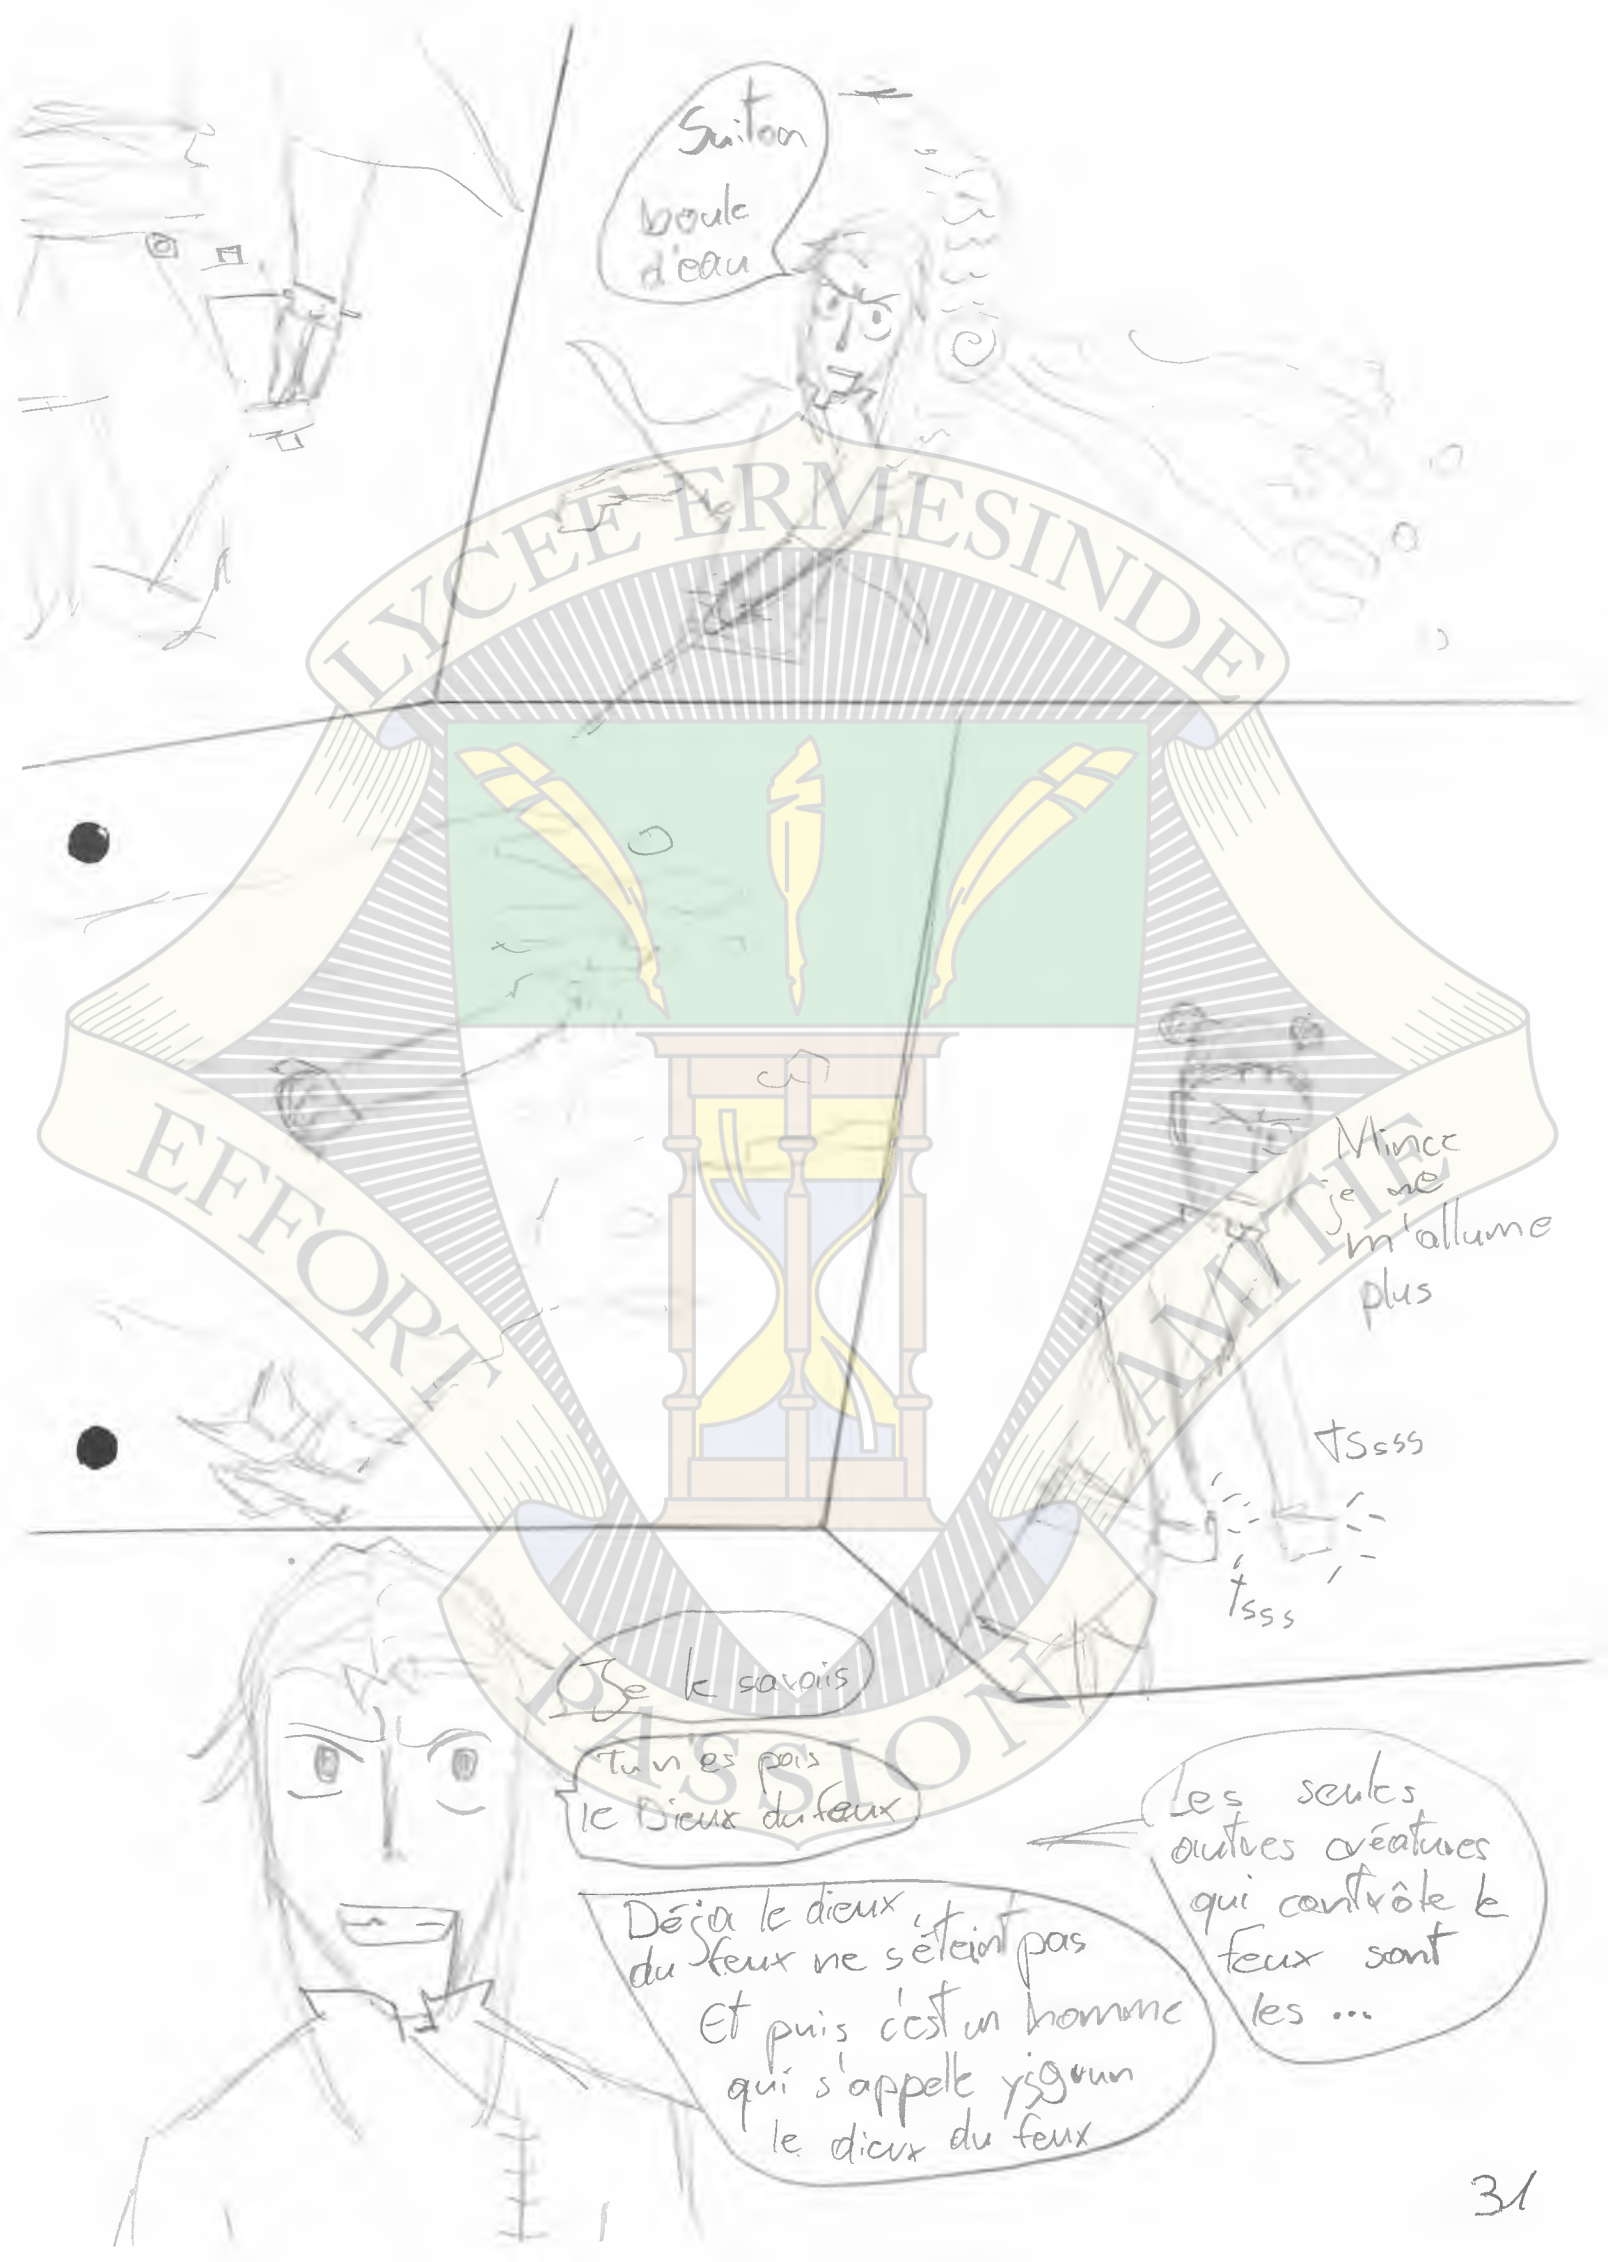 Suiton
boule
d'eau
LYCEE ERMESINDE
EFFORT
AMITIE
PASSION
Mince
je ne
m'allume
plus
tssss
tsss
Je le savais
Tu n'es pas
le Dieux du feux
Déja le dieux
du feux ne s'éteint pas
Et puis c'est un homme
qui s'appelle
le dieux du feux
Les seules
autres créatures
qui contrôle le
feux sont
les ...
31